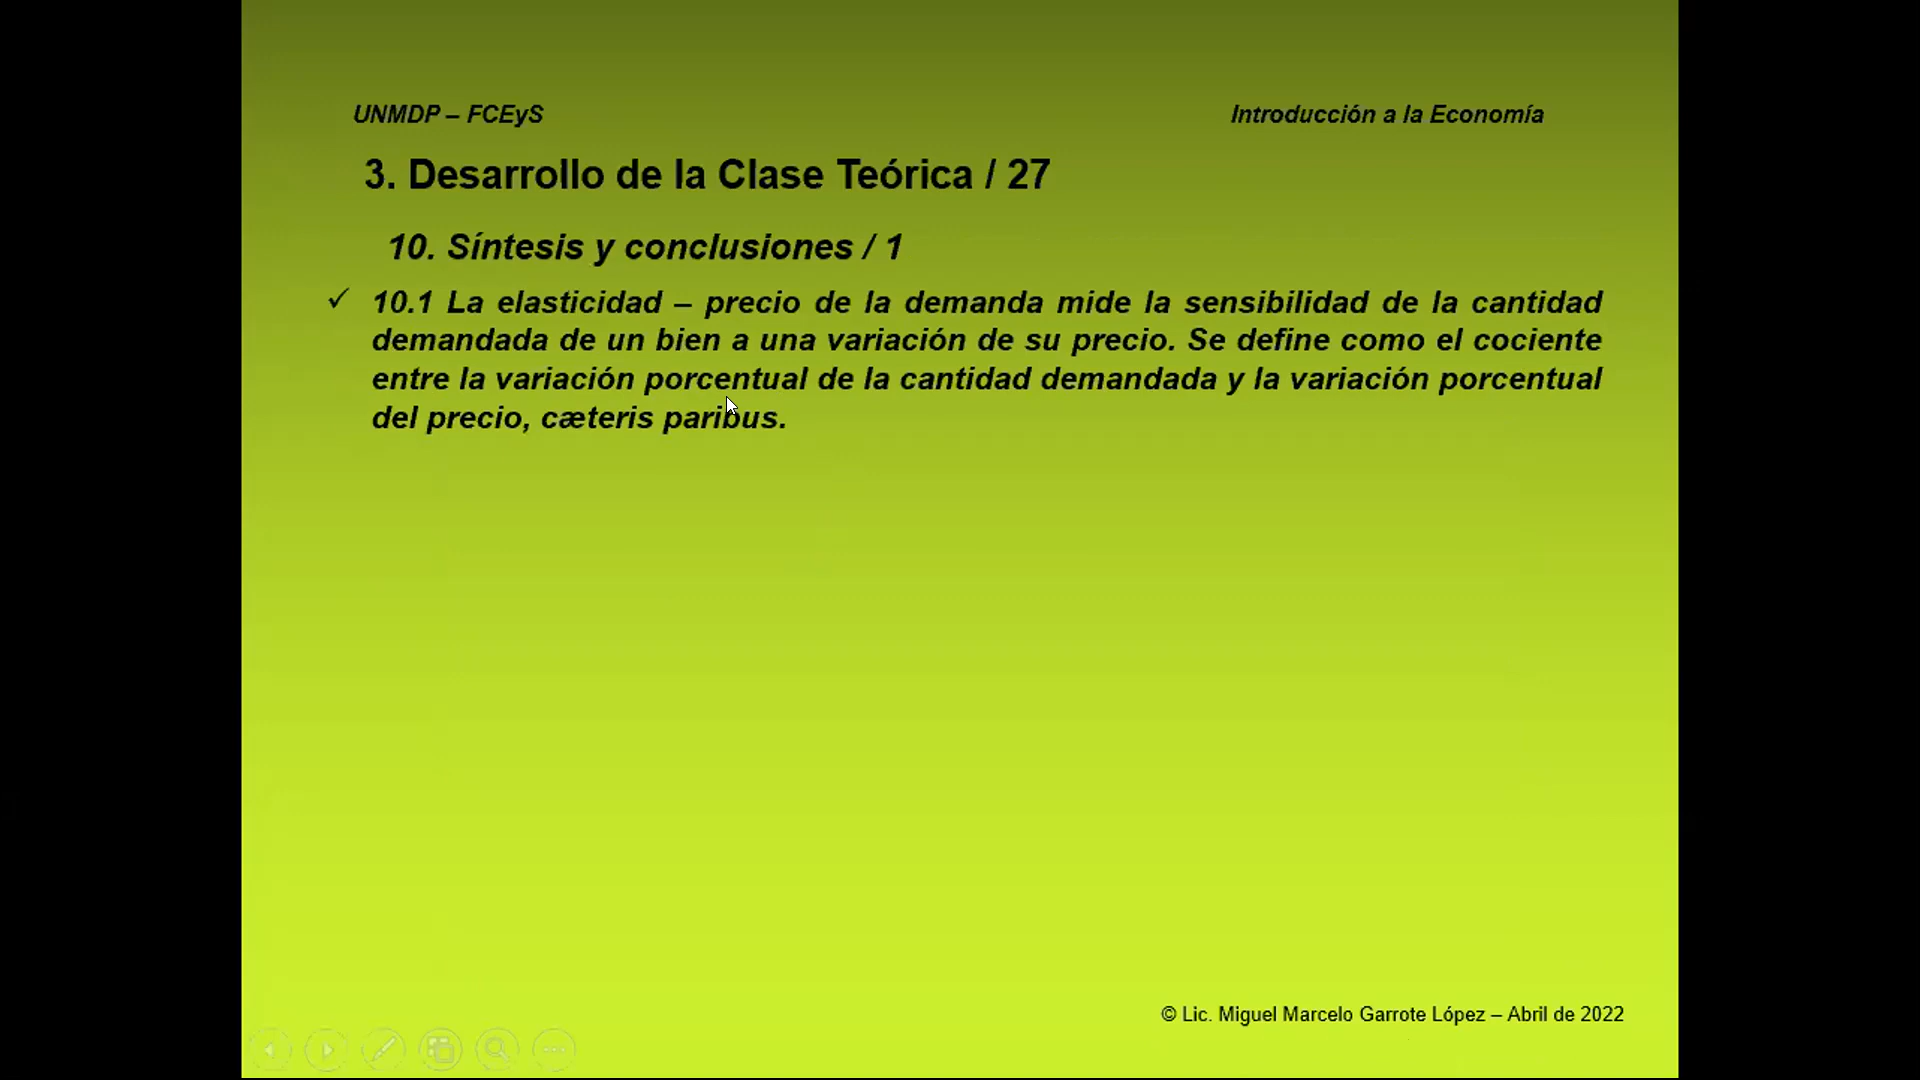 UNMDP – FCEyS
Introducción a la Economía
3. Desarrollo de la Clase Teórica / 27
10. Síntesis y conclusiones / 1
✓ 10.1 La elasticidad – precio de la demanda mide la sensibilidad de la cantidad
demandada de un bien a una variación de su precio. Se define como el cociente
entre la variación porcentual de la cantidad demandada y la variación porcentual
del precio, cæteris paribus.
© Lic. Miguel Marcelo Garrote López – Abril de 2022